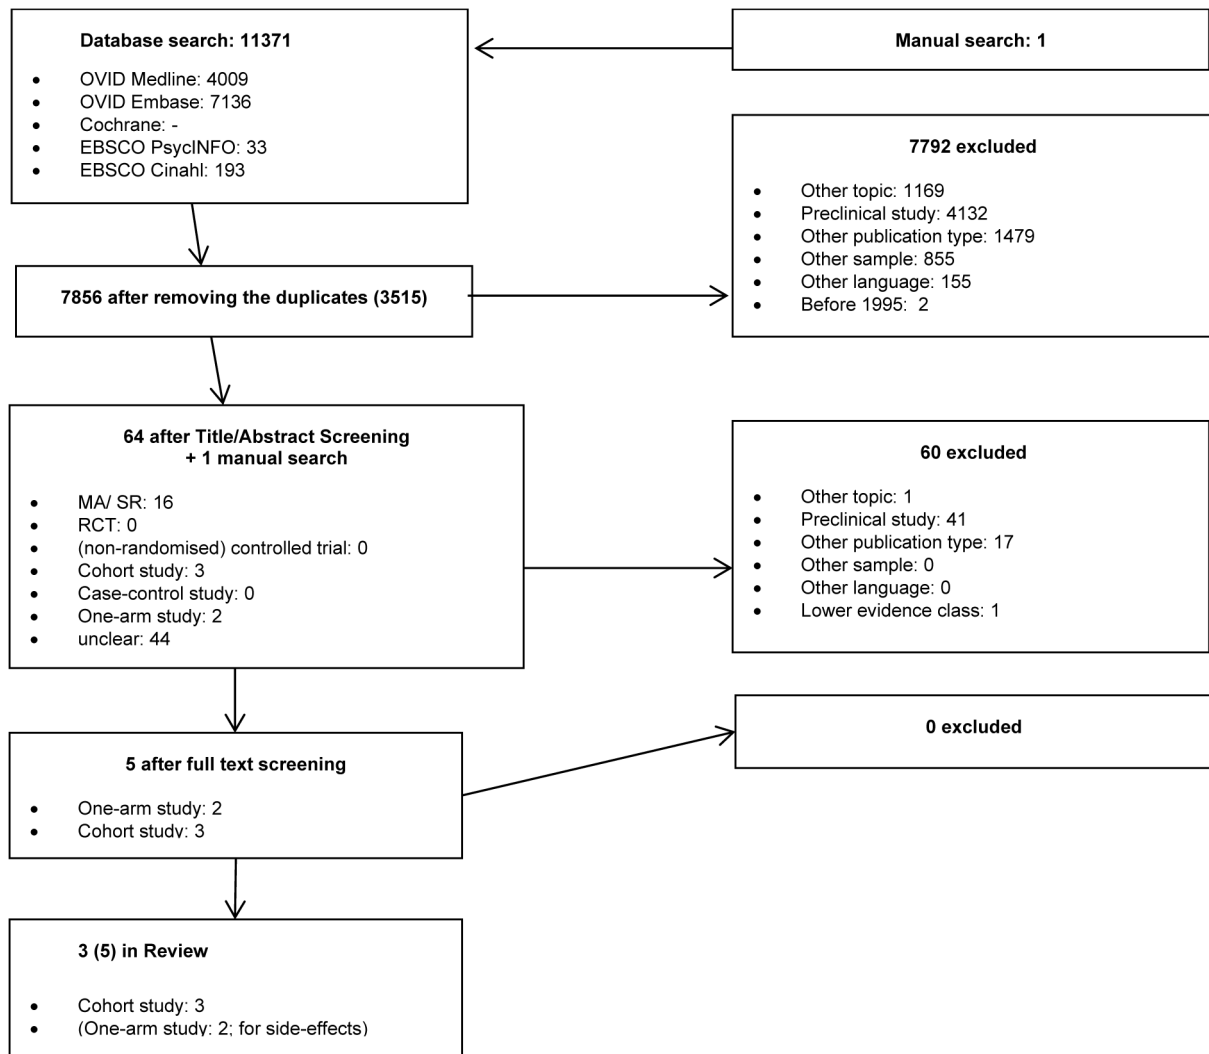 Database search: 11371
• OVID Medline: 4009
• OVID Embase: 7136
• Cochrane: -
• EBSCO PsycINFO: 33
• EBSCO Cinahl: 193
Manual search: 1
7792 excluded
• Other topic: 1169
• Preclinical study: 4132
• Other publication type: 1479
• Other sample: 855
• Other language: 155
• Before 1995: 2
7856 after removing the duplicates (3515)
64 after Title/Abstract Screening
+ 1 manual search
• MA/ SR: 16
• RCT: 0
• (non-randomised) controlled trial: 0
• Cohort study: 3
• Case-control study: 0
• One-arm study: 2
• unclear: 44
60 excluded
• Other topic: 1
• Preclinical study: 41
• Other publication type: 17
• Other sample: 0
• Other language: 0
• Lower evidence class: 1
5 after full text screening
• One-arm study: 2
• Cohort study: 3
0 excluded
3 (5) in Review
• Cohort study: 3
• (One-arm study: 2; for side-effects)